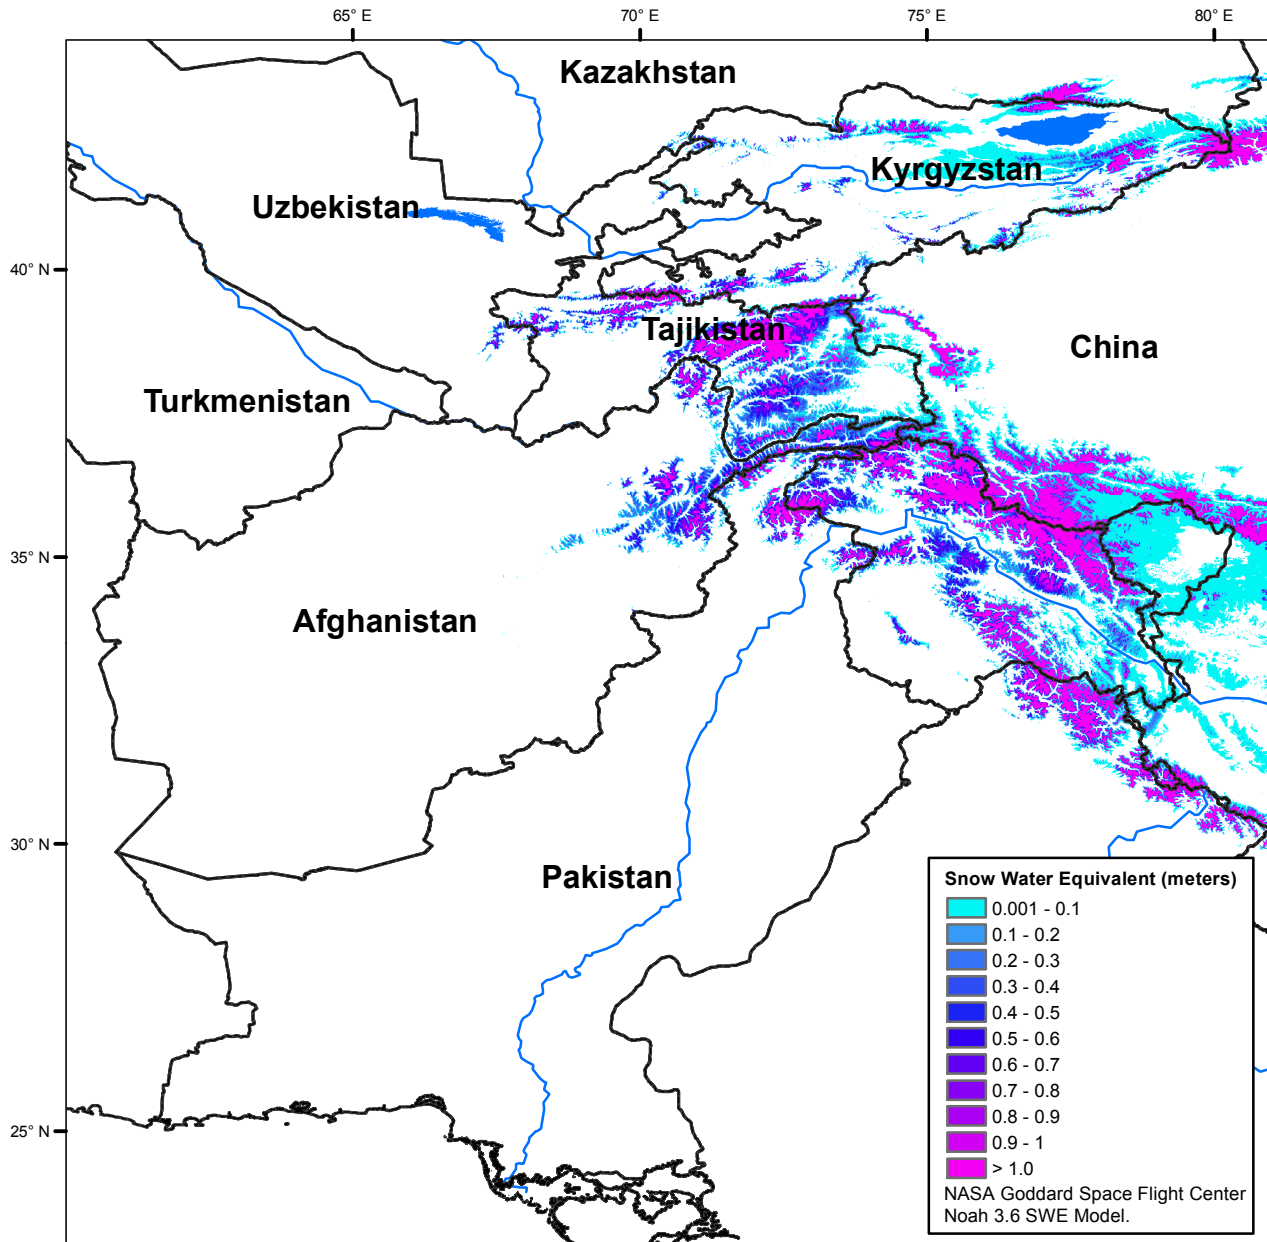 65° E
70° E
75° E
80° E
Kazakhstan
Kyrgyzstan
Uzbekistan
40° N
Tajikistan
China
Turkmenistan
35° N
Afghanistan
30° N
Pakistan
25° N
Snow Water Equivalent (meters)
0.001 - 0.1
0.1 - 0.2
0.2 - 0.3
0.3 - 0.4
0.4 - 0.5
0.5 - 0.6
0.6 - 0.7
0.7 - 0.8
0.8 - 0.9
0.9 - 1
> 1.0
NASA Goddard Space Flight Center
Noah 3.6 SWE Model.